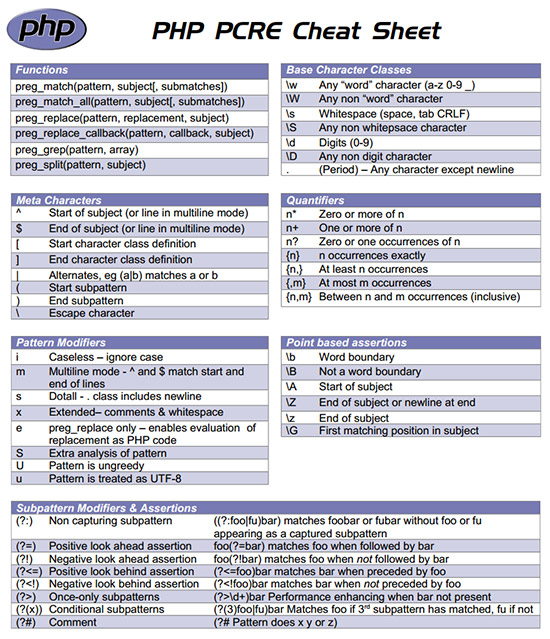 php
PHP PCRE Cheat Sheet
Functions
preg_match(pattern, subject[, submatches])
preg_match_all(pattern, subject[, submatches])
preg_replace(pattern, replacement, subject)
preg_replace_callback(pattern, callback, subject)
preg_grep(pattern, array)
preg_split(pattern, subject)
Base Character Classes
\w Any “word” character (a-z 0-9 _)
\W Any non “word” character
\s Whitespace (space, tab CRLF)
\S Any non whitepsace character
\d Digits (0-9)
\D Any non digit character
. (Period) – Any character except newline
Meta Characters
^ Start of subject (or line in multiline mode)
$ End of subject (or line in multiline mode)
[ Start character class definition
] End character class definition
| Alternates, eg (a|b) matches a or b
( Start subpattern
) End subpattern
\ Escape character
Quantifiers
n* Zero or more of n
n+ One or more of n
n? Zero or one occurrences of n
{n} n occurrences exactly
{n,} At least n occurrences
{,m} At most m occurrences
{n,m} Between n and m occurrences (inclusive)
Pattern Modifiers
i Caseless – ignore case
m Multiline mode - ^ and $ match start and
end of lines
s Dotall - . class includes newline
x Extended– comments & whitespace
e preg_replace only – enables evaluation of
replacement as PHP code
S Extra analysis of pattern
U Pattern is ungreedy
u Pattern is treated as UTF-8
Point based assertions
\b Word boundary
\B Not a word boundary
\A Start of subject
\Z End of subject or newline at end
\z End of subject
\G First matching position in subject
Subpattern Modifiers & Assertions
(?:) Non capturing subpattern ((?:foo|fu)bar) matches foobar or fubar without foo or fu
appearing as a captured subpattern
(?=) Positive look ahead assertion foo(?=bar) matches foo when followed by bar
(?!) Negative look ahead assertion foo(?!bar) matches foo when not followed by bar
(?<=) Positive look behind assertion (?<=foo)bar matches bar when preceded by foo
(?<!) Negative look behind assertion (?<!foo)bar matches bar when not preceded by foo
(?>) Once-only subpatterns (?>\d+)bar Performance enhancing when bar not present
(?(x)) Conditional subpatterns (?(3)foo|fu)bar Matches foo if 3rd subpattern has matched, fu if not
(?#) Comment (?# Pattern does x y or z)